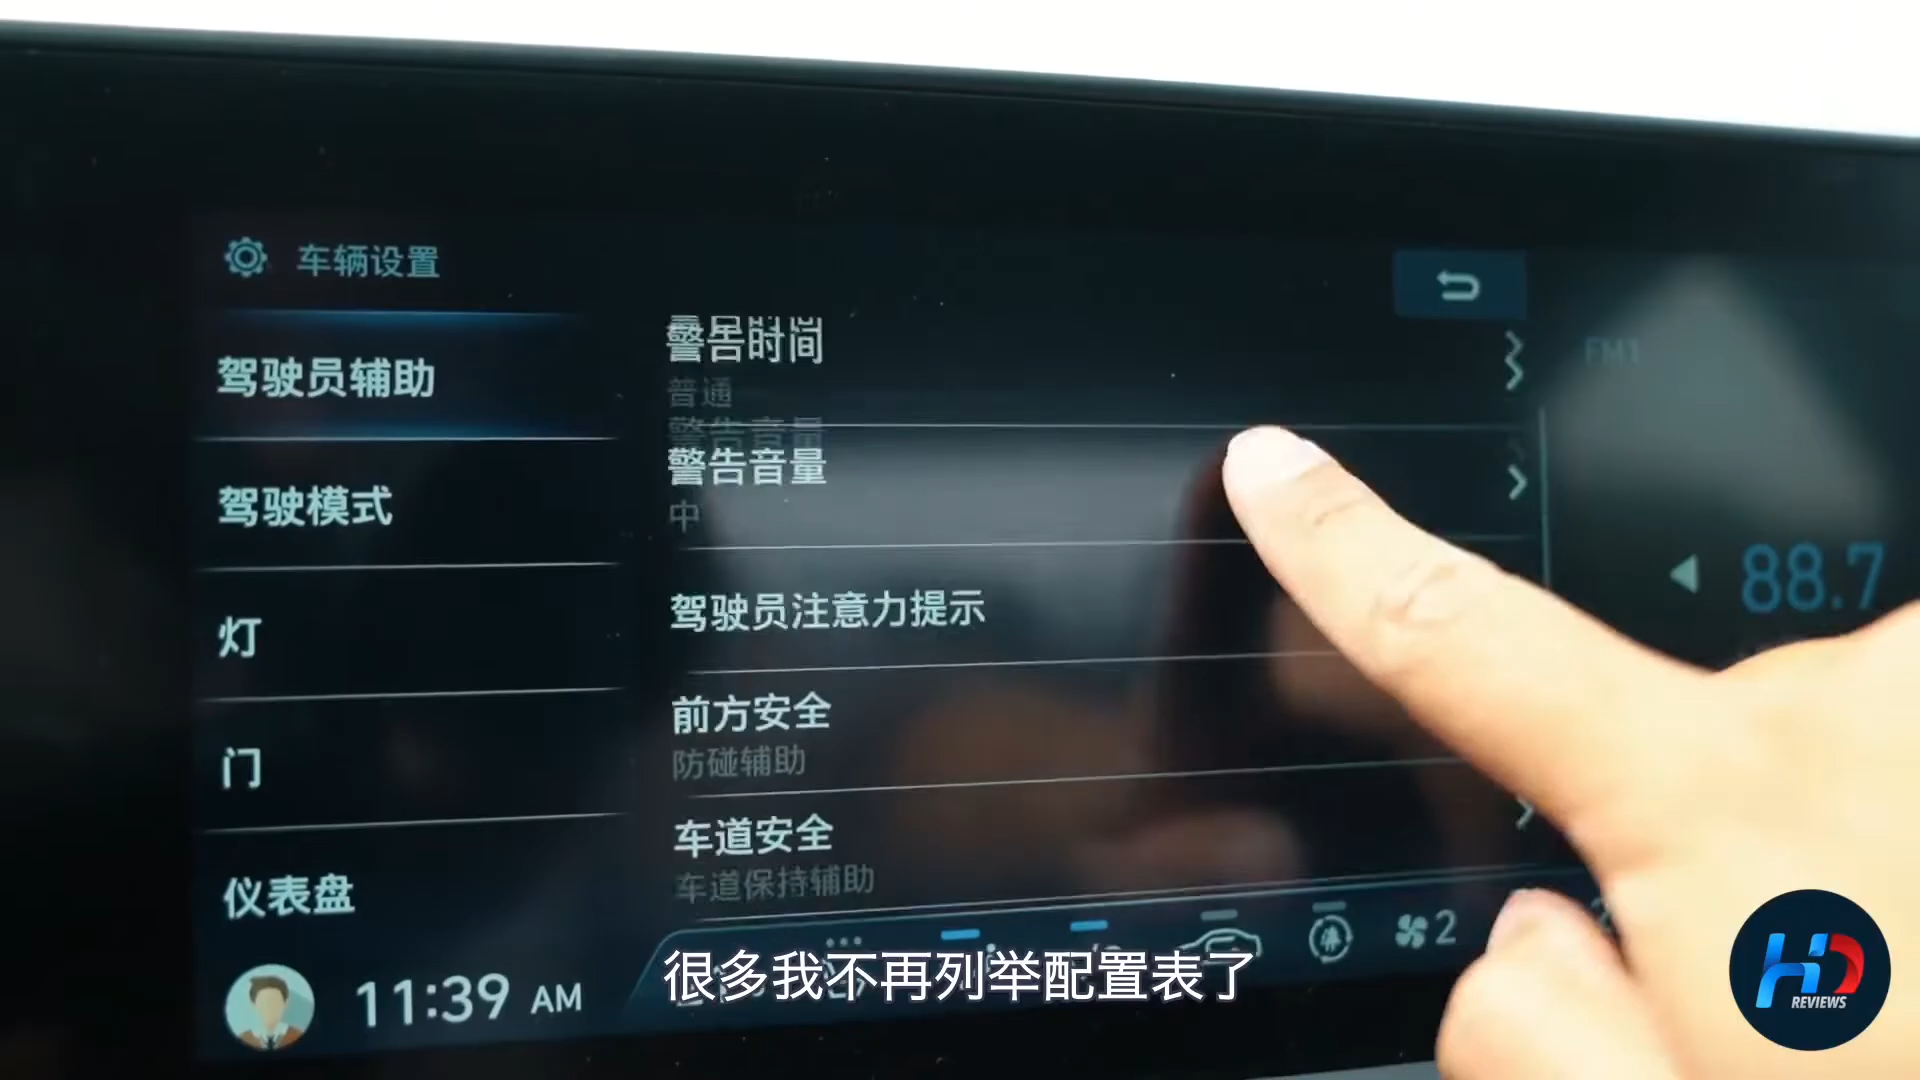 车辆设置
驾驶员辅助
驾驶模式
灯
门
仪表盘
11:39 AM
警告时间
普通
警告音量
中
驾驶员注意力提示
前方安全
防碰辅助
车道安全
车道保持辅助
FM1
88.7
2
很多我不再列举配置表了
HD
REVIEWS